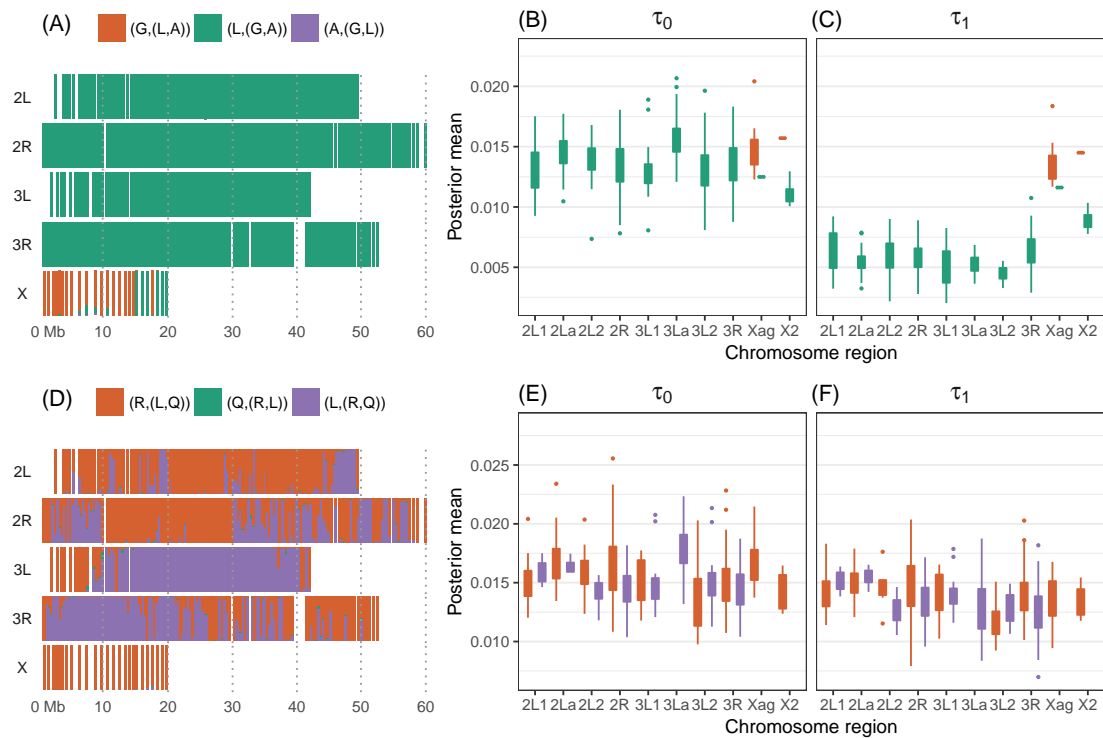 (A)
(G,(L,A)) (L,(G,A)) (A,(G,L))
2L
2R
3L
3R
X
0 Mb 10 20 30 40 50 60
(B) τ0
(C) τ1
Posterior mean
0.020
0.015
0.010
0.005
2L1 2La 2L2 2R 3L1 3La 3L2 3R Xag X2
2L1 2La 2L2 2R 3L1 3La 3L2 3R Xag X2
Chromosome region
(D)
(R,(L,Q)) (Q,(R,L)) (L,(R,Q))
2L
2R
3L
3R
X
0 Mb 10 20 30 40 50 60
(E) τ0
(F) τ1
Posterior mean
0.025
0.020
0.015
0.010
2L1 2La 2L2 2R 3L1 3La 3L2 3R Xag X2
2L1 2La 2L2 2R 3L1 3La 3L2 3R Xag X2
Chromosome region